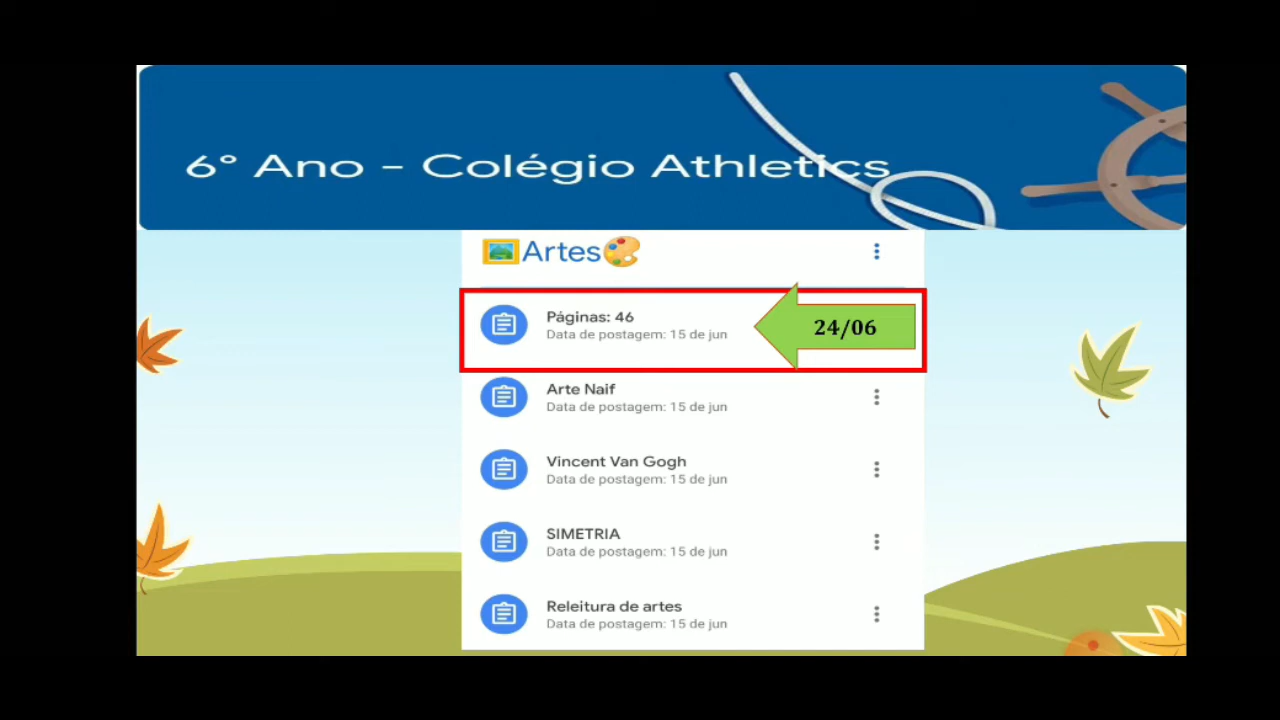 6º Ano - Colégio Athletics
Artes
Páginas: 46
Data de postagem: 15 de jun
24/06
Arte Naif
Data de postagem: 15 de jun
Vincent Van Gogh
Data de postagem: 15 de jun
SIMETRIA
Data de postagem: 15 de jun
Releitura de artes
Data de postagem: 15 de jun